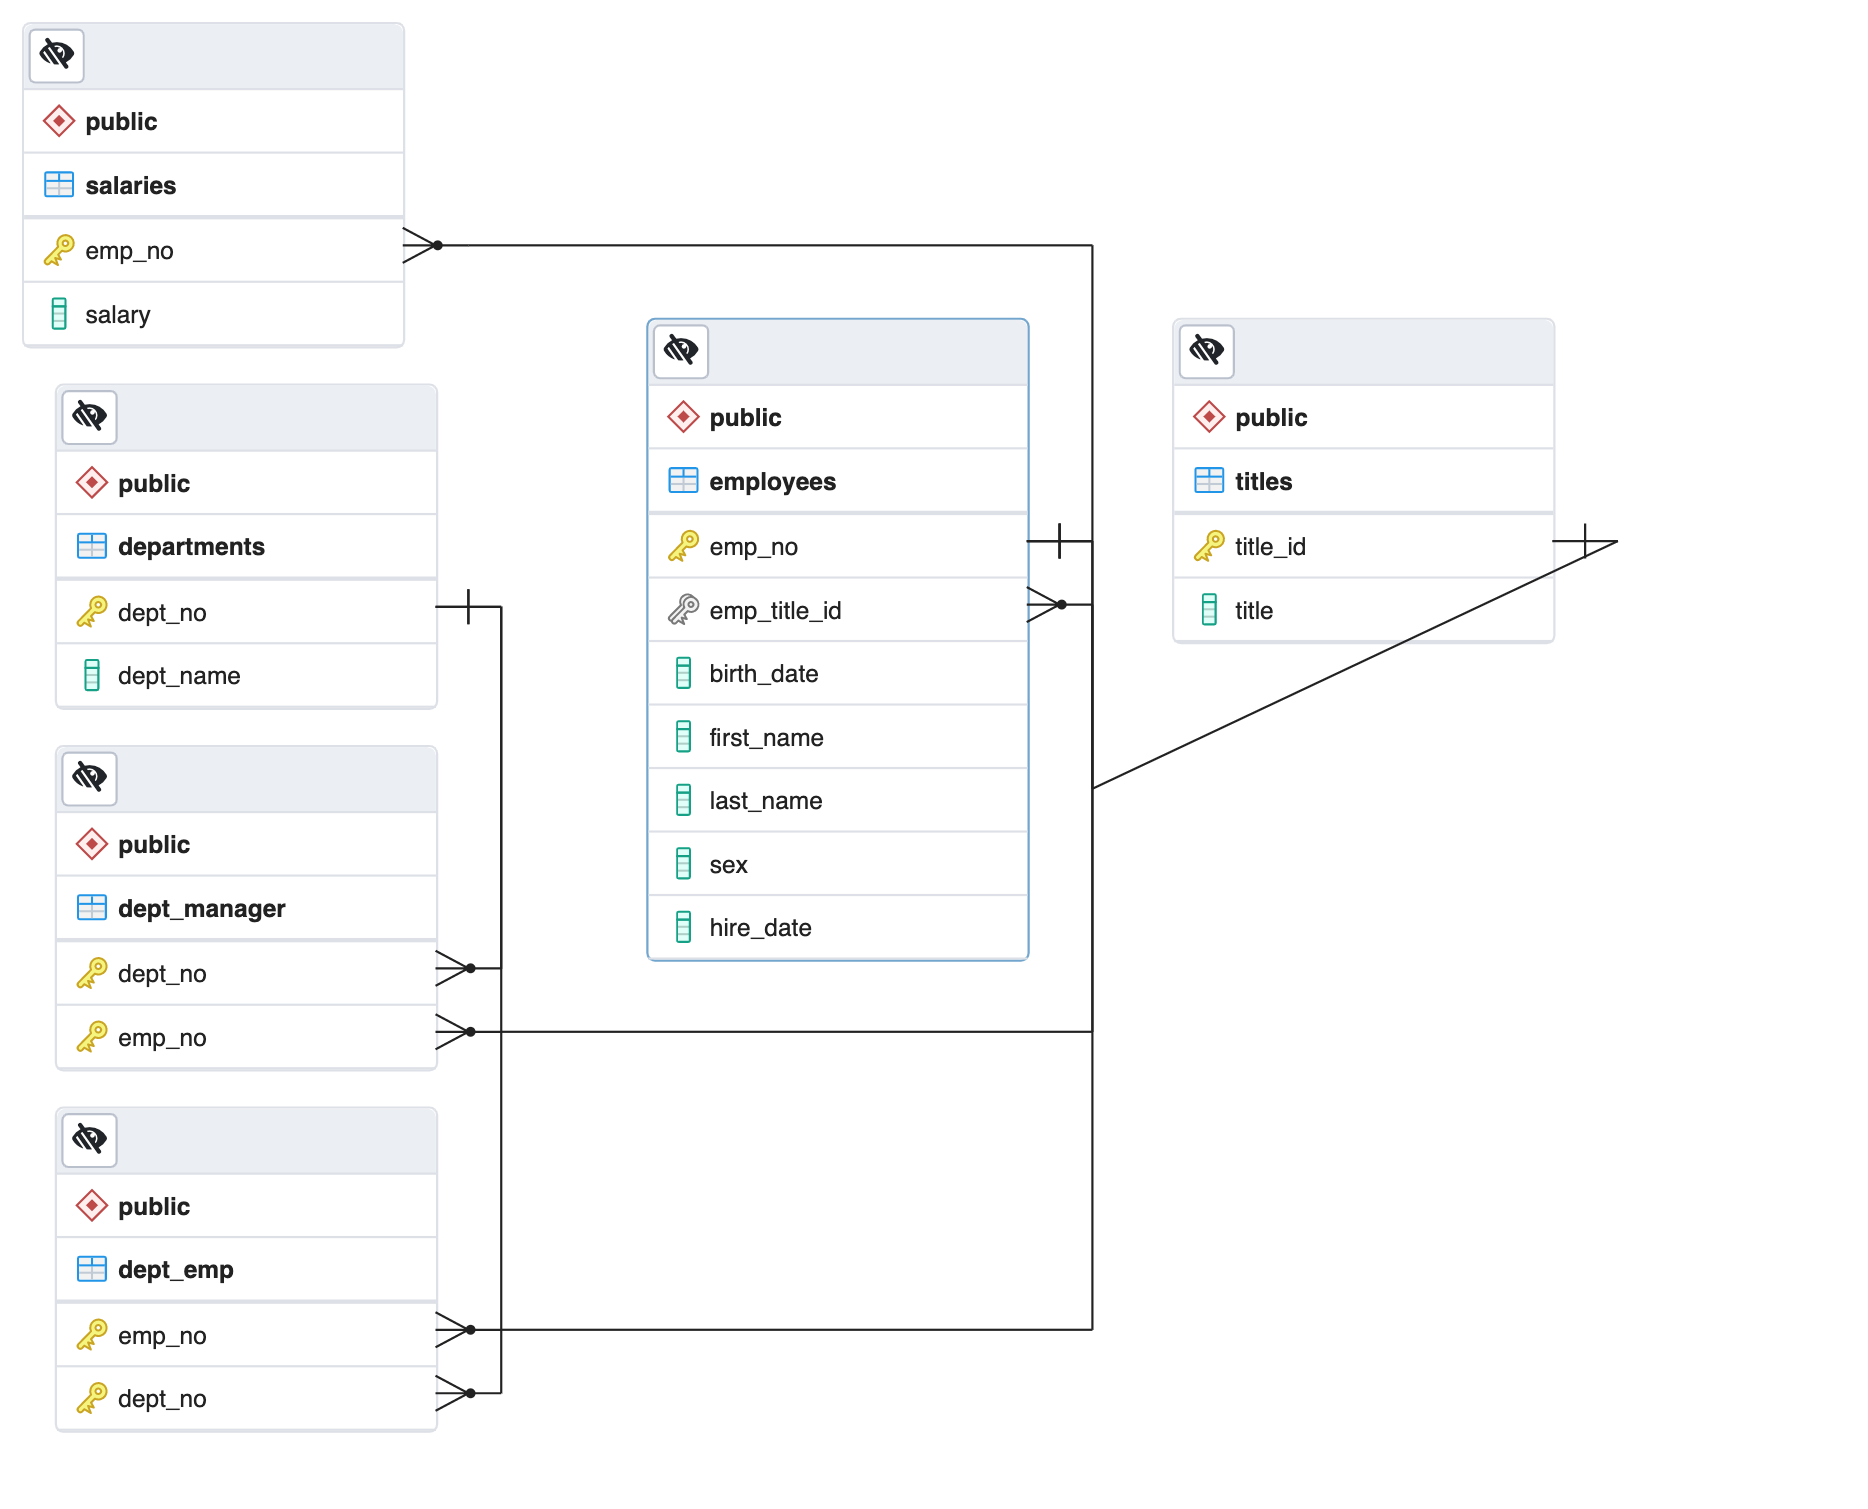 public
salaries
emp_no
salary
public
departments
dept_no
dept_name
public
dept_manager
dept_no
emp_no
public
dept_emp
emp_no
dept_no
public
employees
emp_no
emp_title_id
birth_date
first_name
last_name
sex
hire_date
public
titles
title_id
title